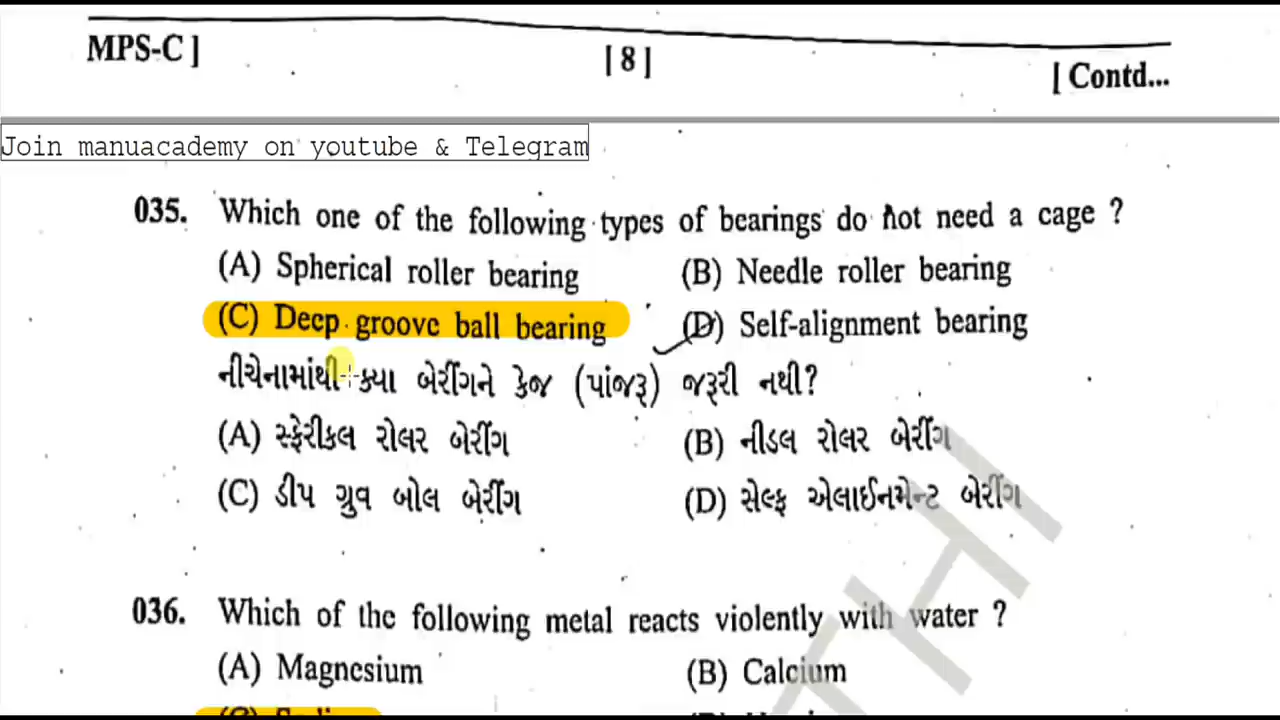 MPS-C ] [ 8 ] [ Contd...
Join manuacademy on youtube & Telegram
035. Which one of the following types of bearings do not need a cage ?
(A) Spherical roller bearing (B) Needle roller bearing
(C) Deep groove ball bearing (D) Self-alignment bearing
નીચેનામાંથી ક્યા બેરીંગને કેજ (પાંજરૂ) જરૂરી નથી?
(A) સ્ફેરીકલ રોલર બેરીંગ (B) નીડલ રોલર બેરીંગ
(C) ડીપ ગ્રુવ બોલ બેરીંગ (D) સેલ્ફ એલાઈનમેન્ટ બેરીંગ
036. Which of the following metal reacts violently with water ?
(A) Magnesium (B) Calcium